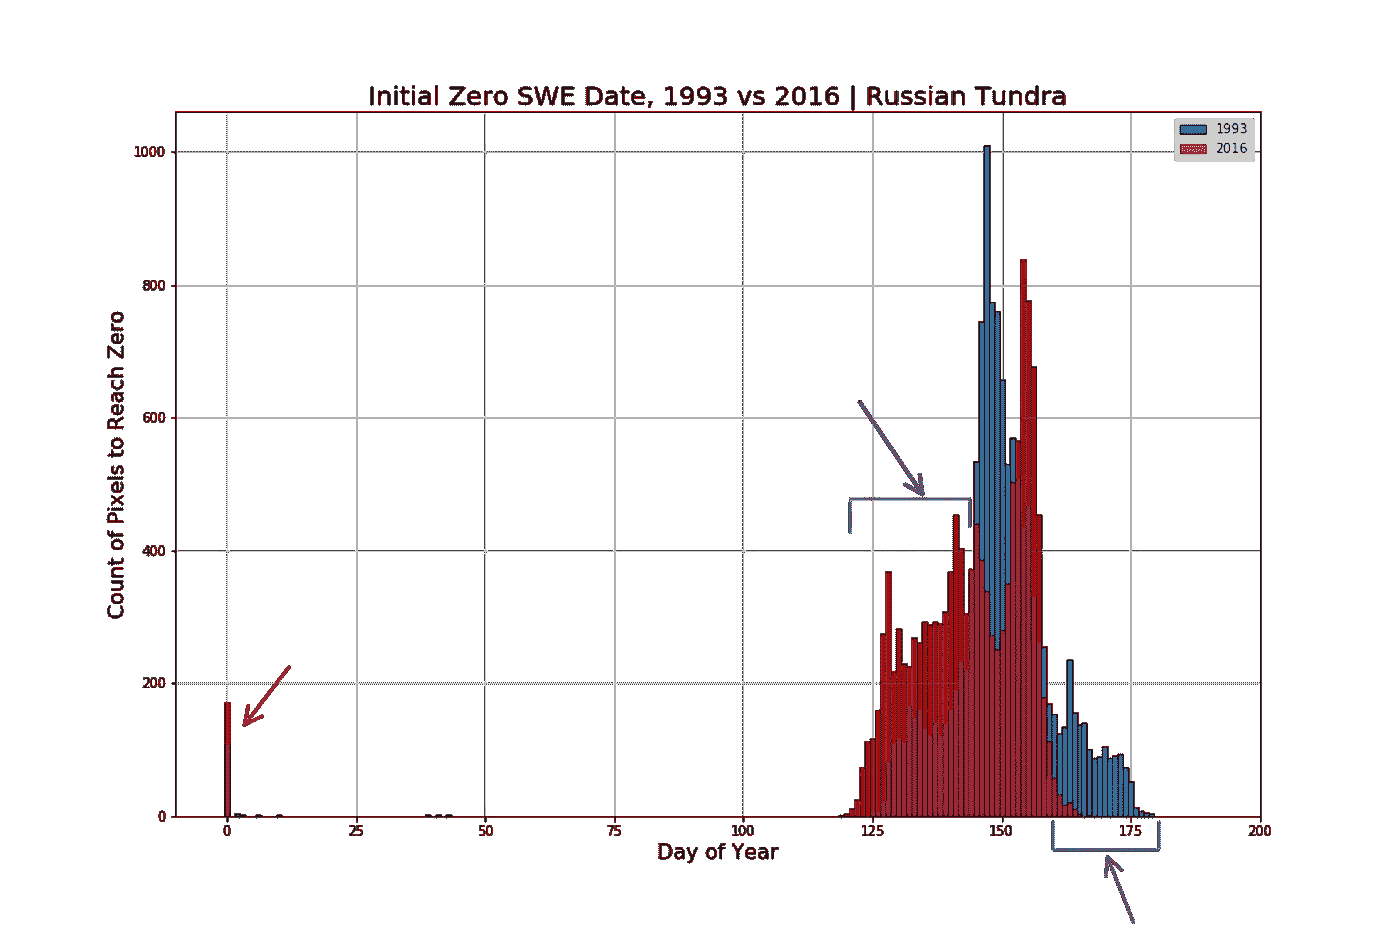 Initial Zero SWE Date, 1993 vs 2016 | Russian Tundra
1993
2016
Count of Pixels to Reach Zero
1000
800
600
400
200
0
0 25 50 75 100 125 150 175 200
Day of Year